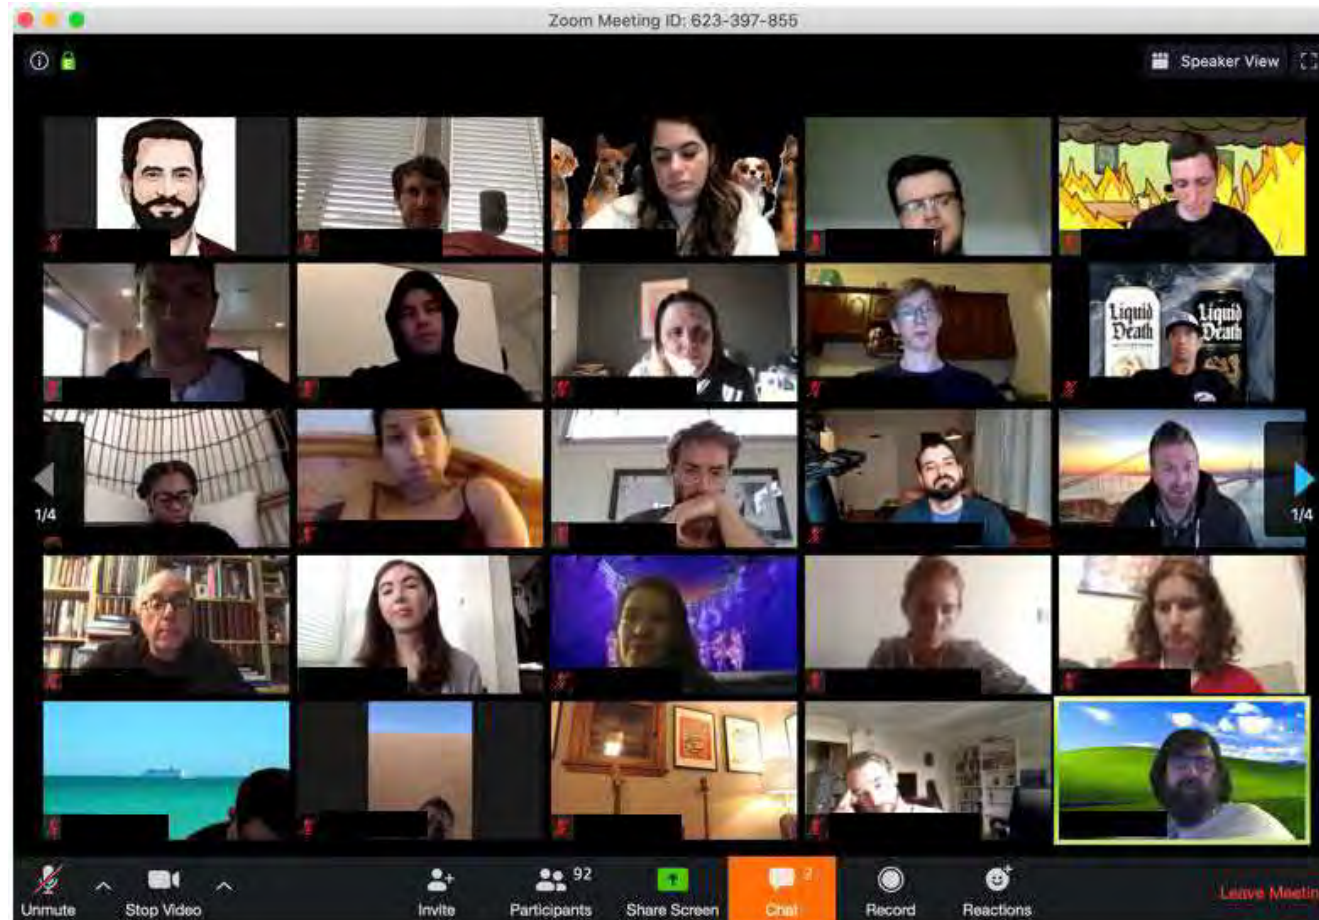 Zoom Meeting ID: 623-397-855
Speaker View
Liquid Death
Liquid Death
1/4
1/4
92
2
Unmute
Stop Video
Invite
Participants
Share Screen
Chat
Record
Reactions
Leave Meetin